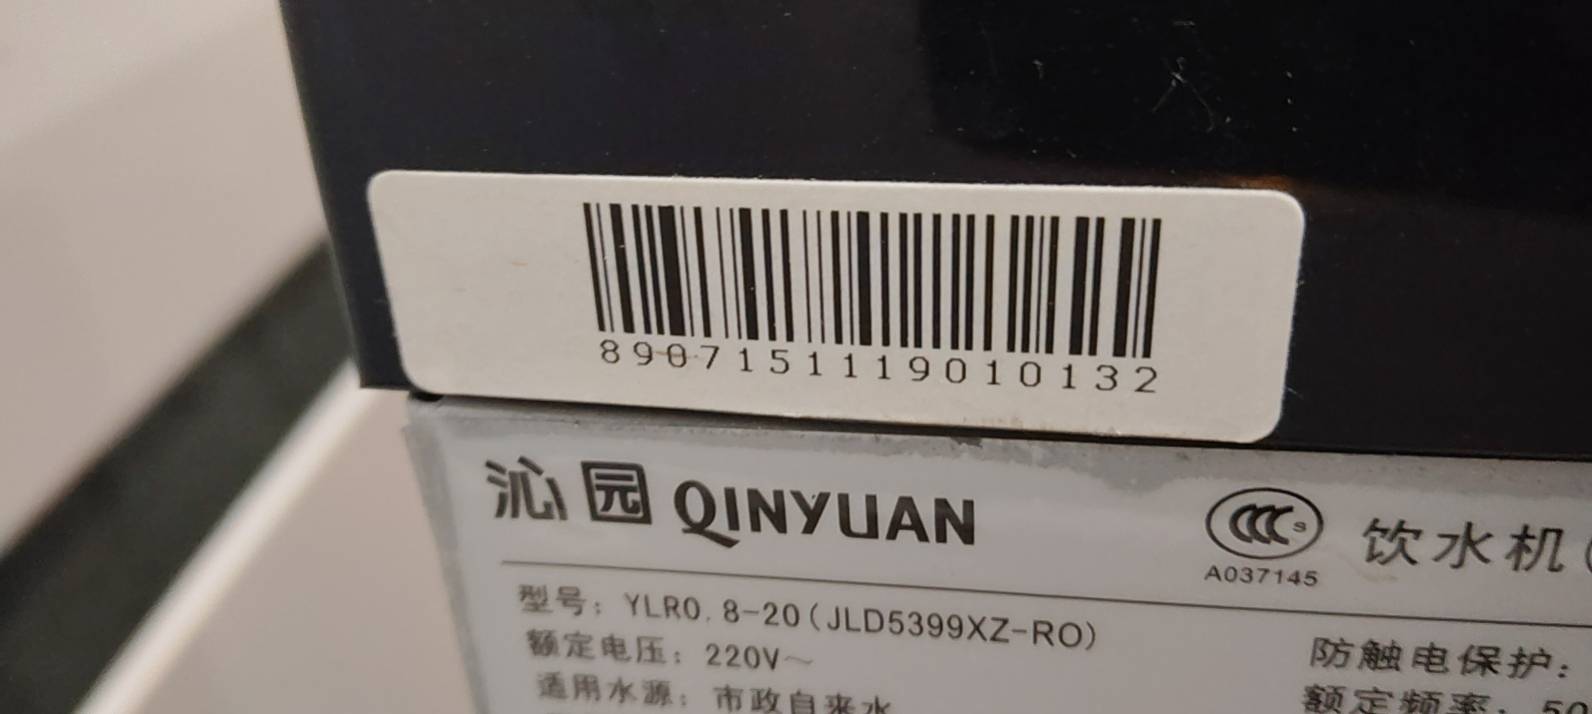 8907151119010132
沁园 QINYUAN
CCC S
A037145
饮水机
型号：YLR0.8-20(JLD5399XZ-RO)
额定电压：220V～
防触电保护：
适用水源：市政自来水
额定频率：50